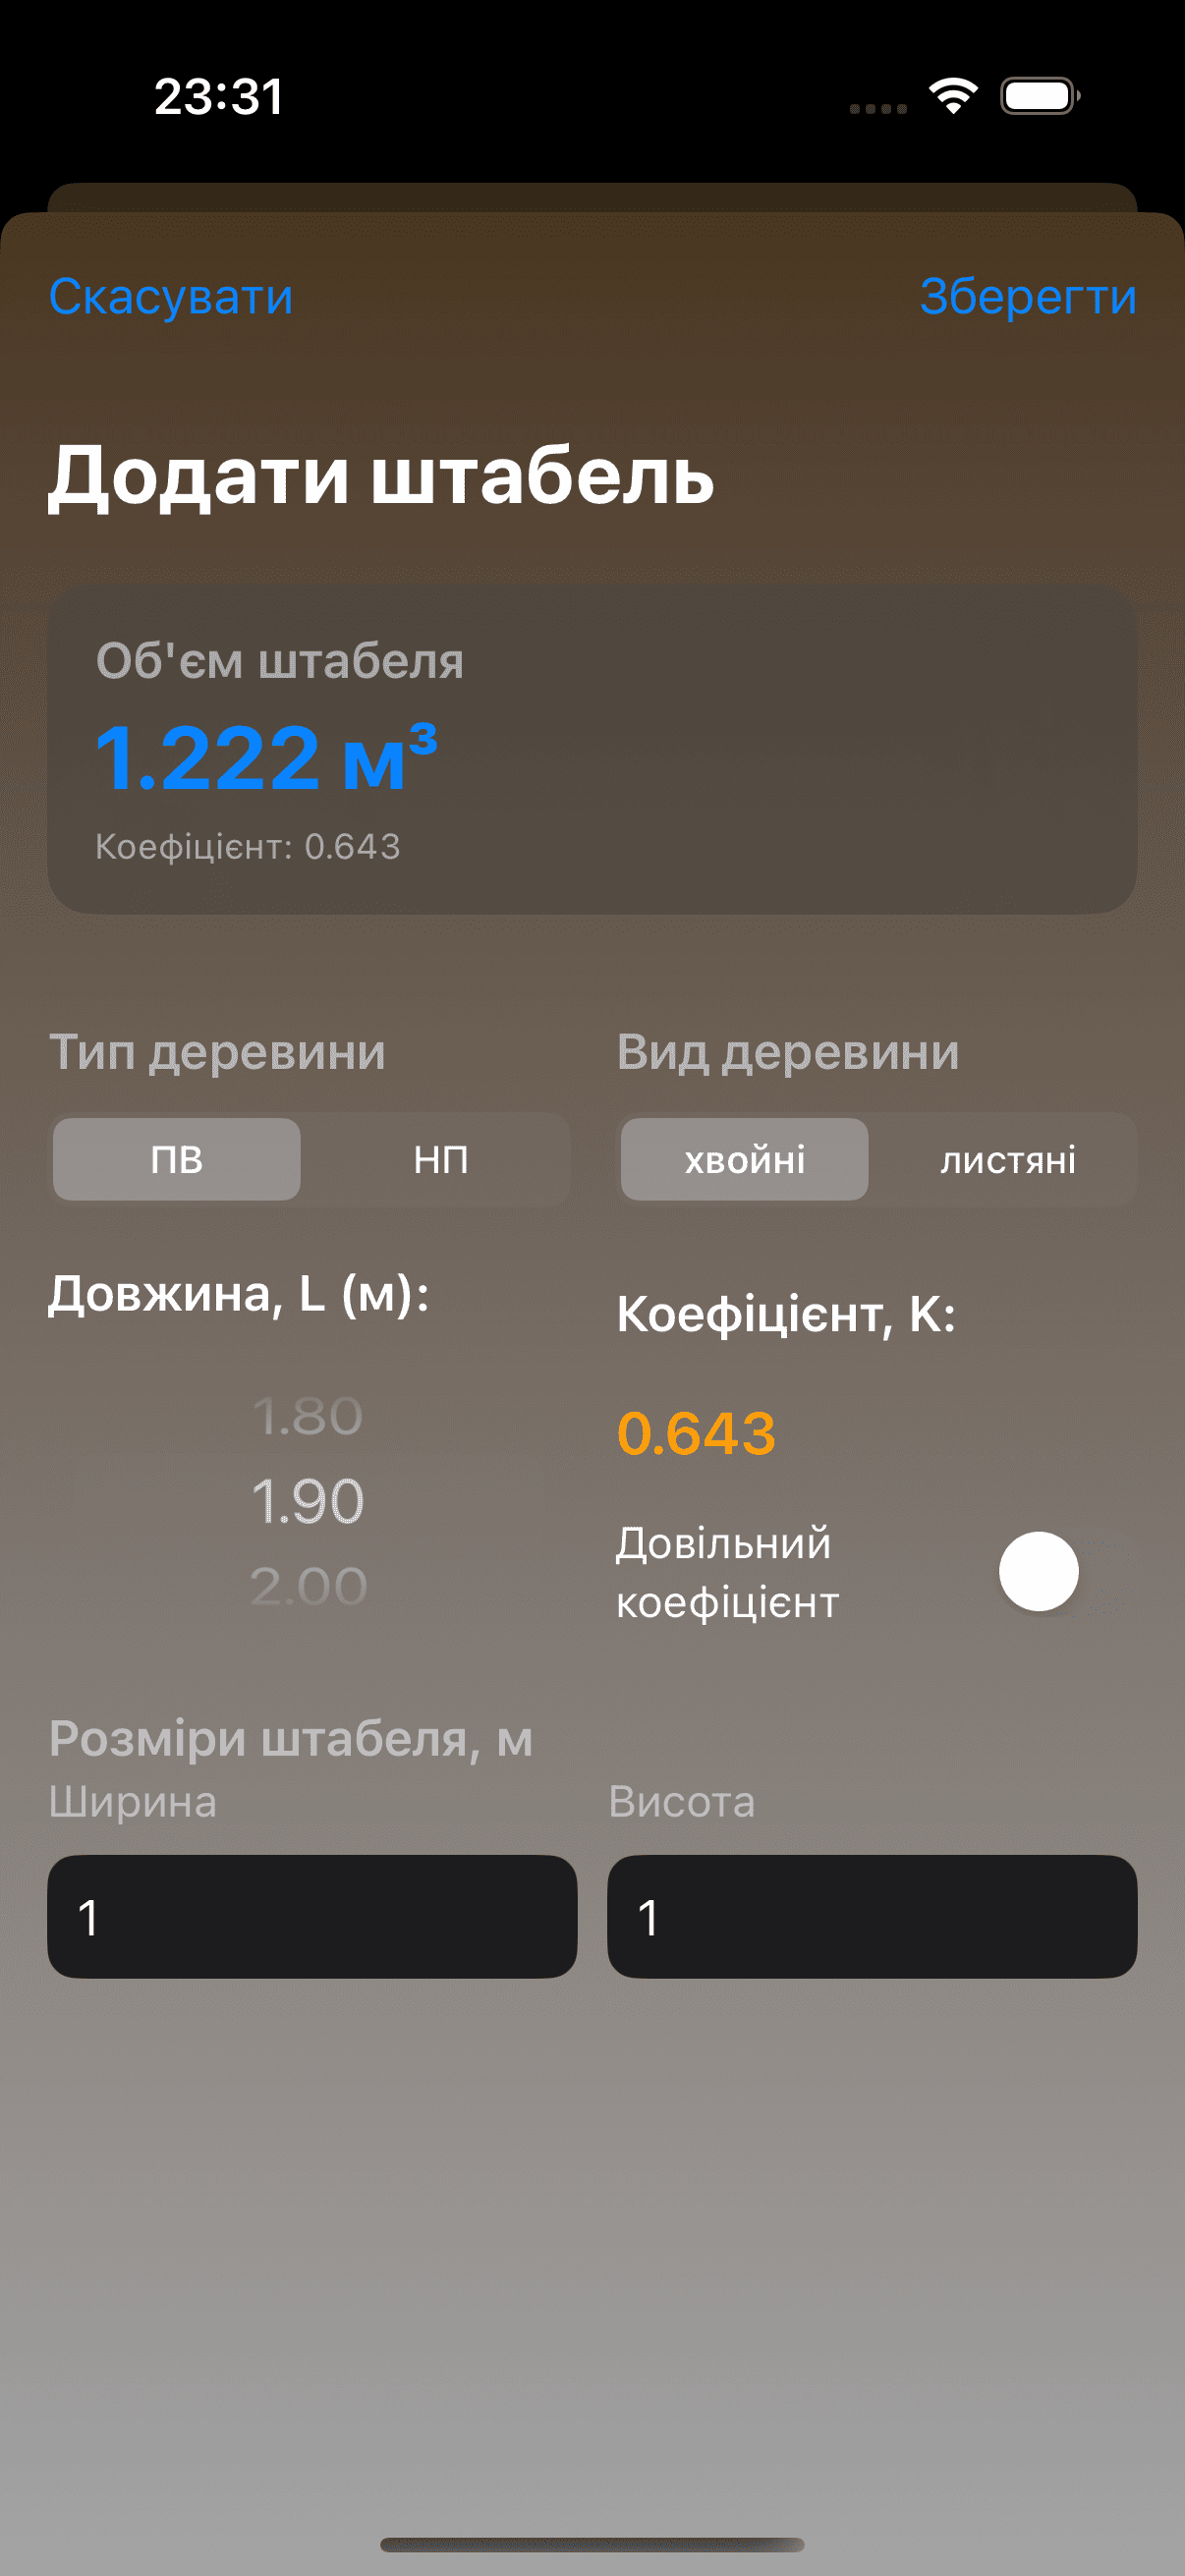 23:31
Скасувати Зберегти
Додати штабель
Об'єм штабеля
1.222 м³
Коефіцієнт: 0.643
Тип деревини Вид деревини
ПВ НП хвойні листяні
Довжина, L (м): Коефіцієнт, K:
1.80
1.90
2.00
0.643
Довільний
коефіцієнт
Розміри штабеля, м
Ширина Висота
1 1